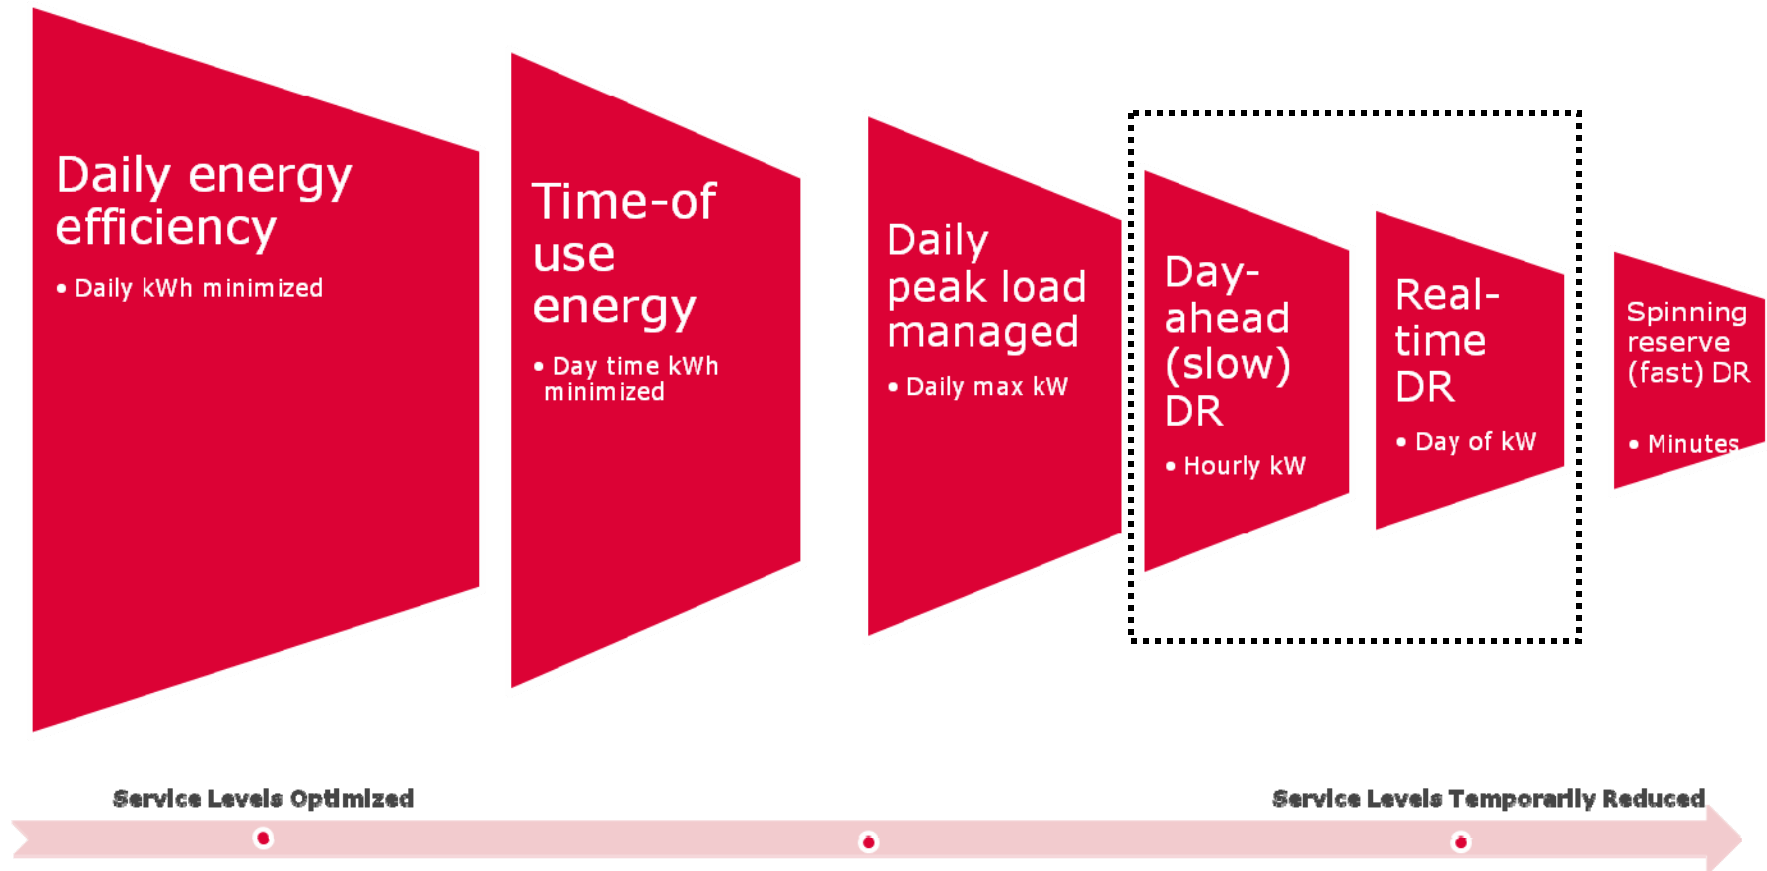 Daily energy
efficiency
• Daily kWh minimized
Time-of
use
energy
• Day time kWh
minimized
Daily
peak load
managed
• Daily max kW
Day-
ahead
(slow)
DR
• Hourly kW
Real-
time
DR
• Day of kW
Spinning
reserve
(fast) DR
• Minutes
Service Levels Optimized
Service Levels Temporarily Reduced